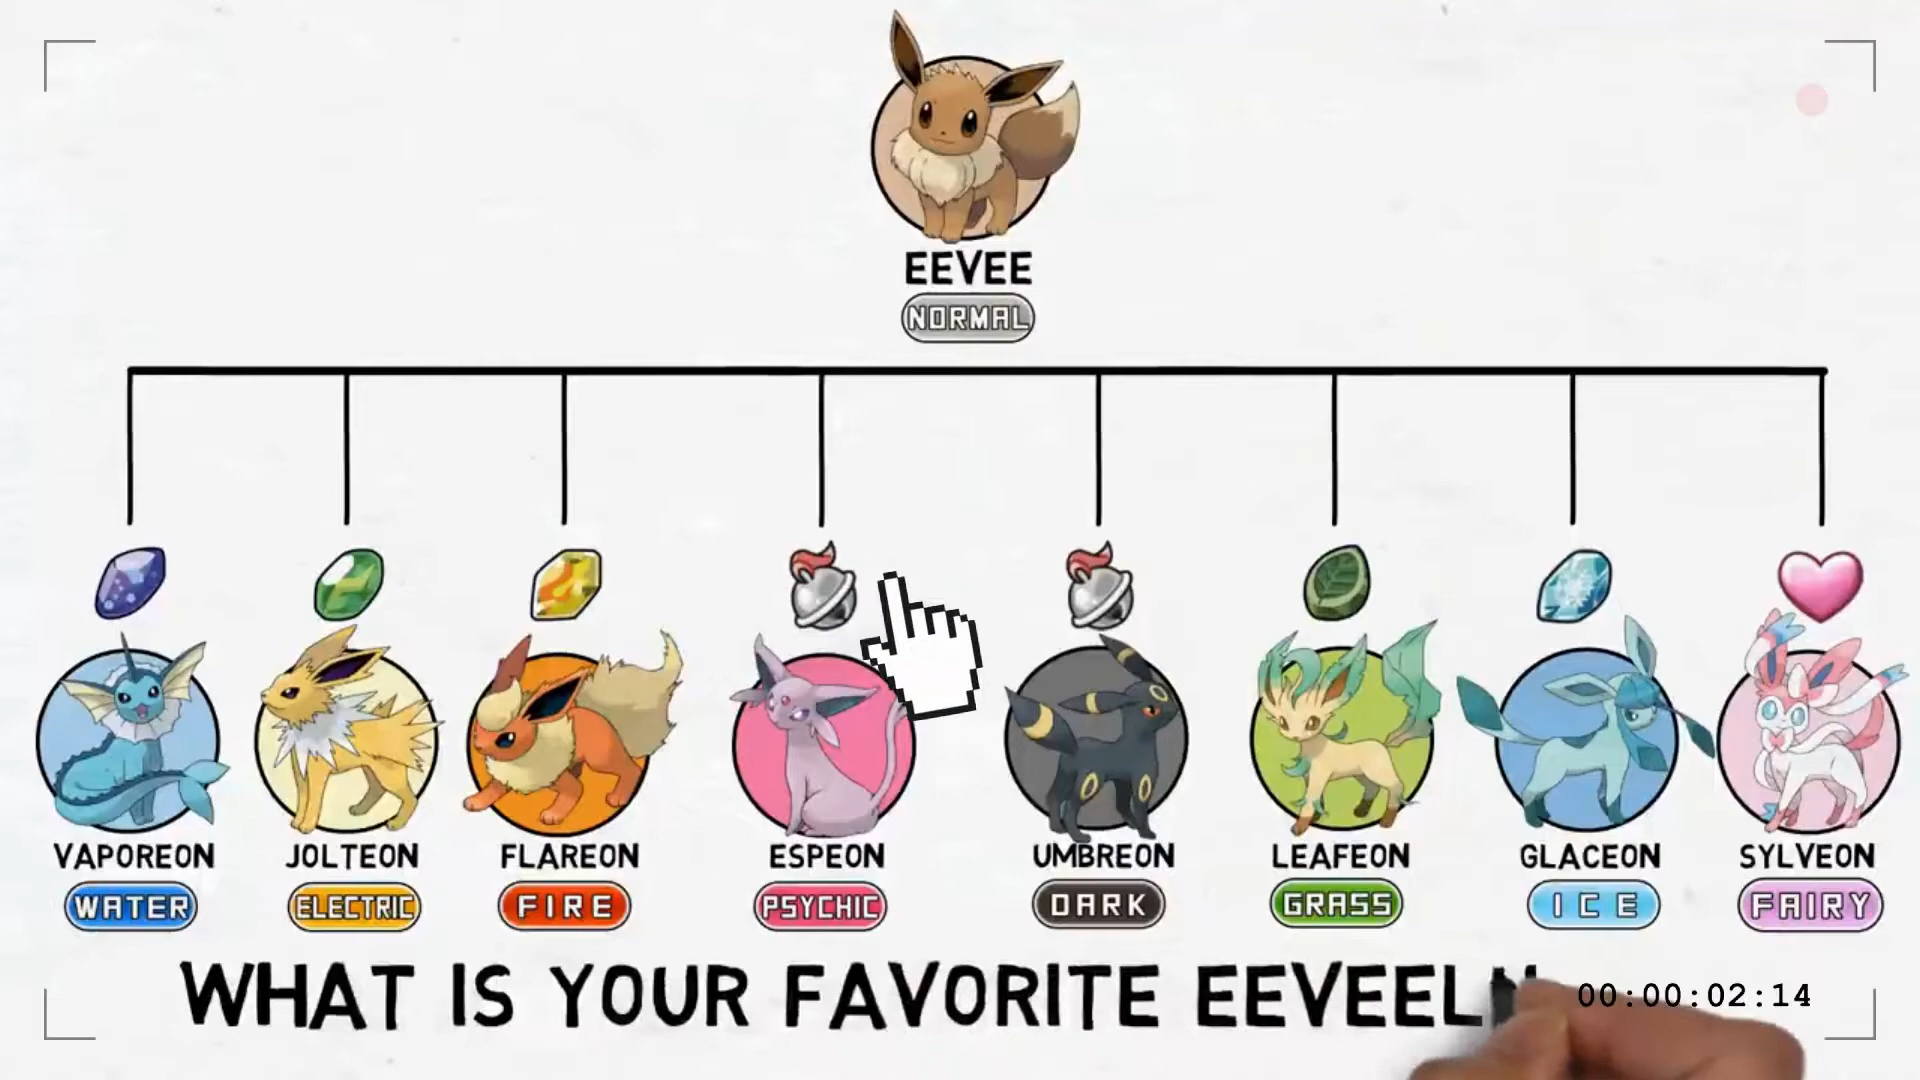 EEVEE
NORMAL
VAPOREON JOLTEON FLAREON ESPEON UMBREON LEAFEON GLACEON SYLVEON
WATER ELECTRIC FIRE PSYCHIC DARK GRASS ICE FAIRY
WHAT IS YOUR FAVORITE
00:00:02:14